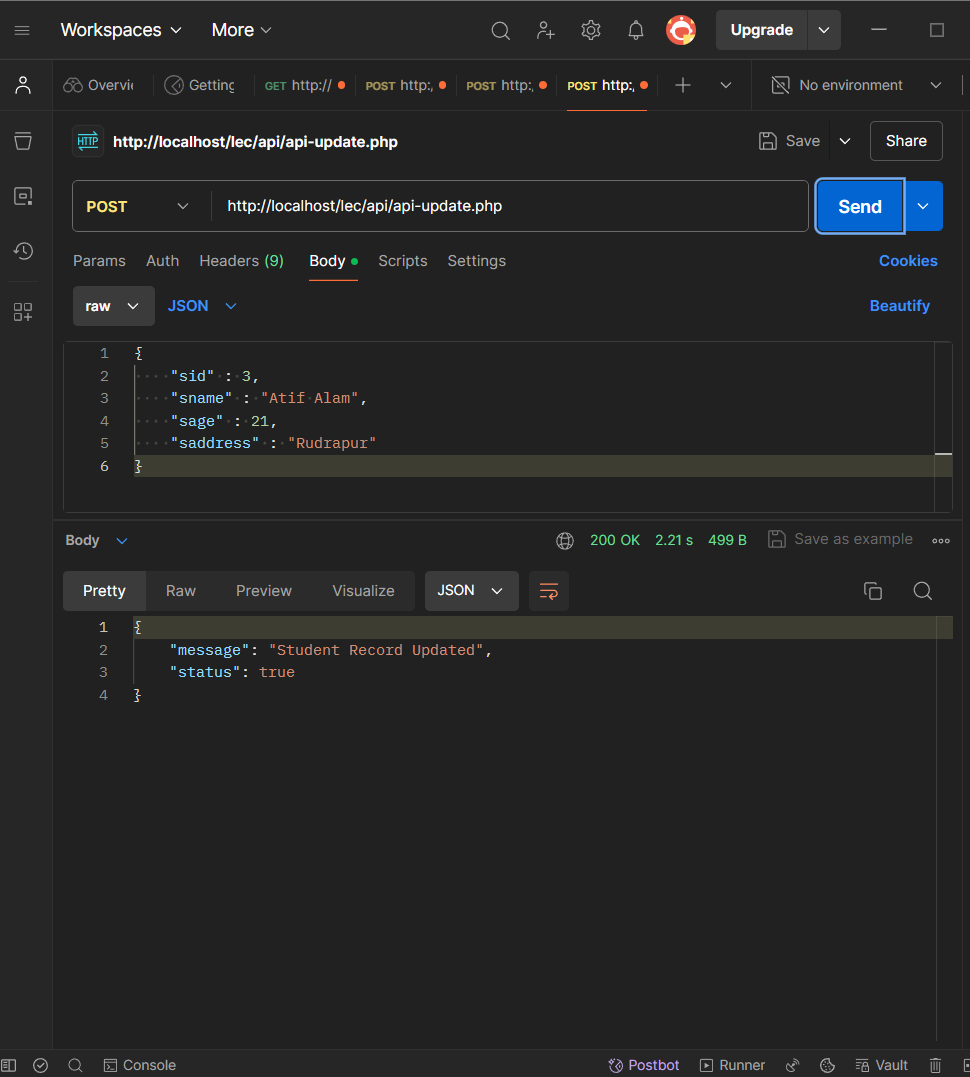 Workspaces More Upgrade
Overvi Getting GET http:// POST http:, POST http:, POST http:, No environment
HTTP http://localhost/lec/api/api-update.php Save Share
POST http://localhost/lec/api/api-update.php Send
Params Auth Headers (9) Body Scripts Settings Cookies
raw JSON Beautify
1 {
2 "sid" : 3,
3 "sname" : "Atif Alam",
4 "sage" : 21,
5 "saddress" : "Rudrapur"
6 }
Body 200 OK 2.21 s 499 B Save as example
Pretty Raw Preview Visualize JSON
1 {
2 "message": "Student Record Updated",
3 "status": true
4 }
Console Postbot Runner Vault